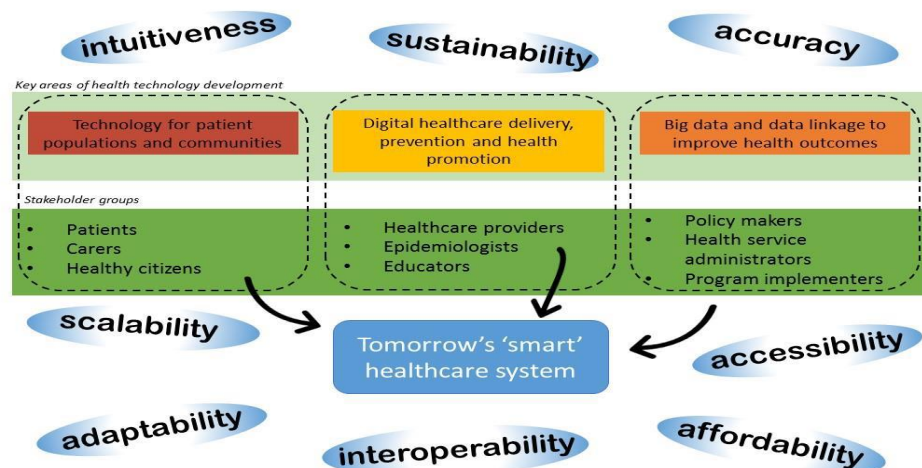 intuitiveness
sustainability
accuracy
Key areas of health technology development
Technology for patient
populations and communities
Digital healthcare delivery,
prevention and health
promotion
Big data and data linkage to
improve health outcomes
Stakeholder groups
• Patients
• Carers
• Healthy citizens
• Healthcare providers
• Epidemiologists
• Educators
• Policy makers
• Health service
administrators
• Program implementers
scalability
Tomorrow's 'smart'
healthcare system
accessibility
adaptability
interoperability
affordability